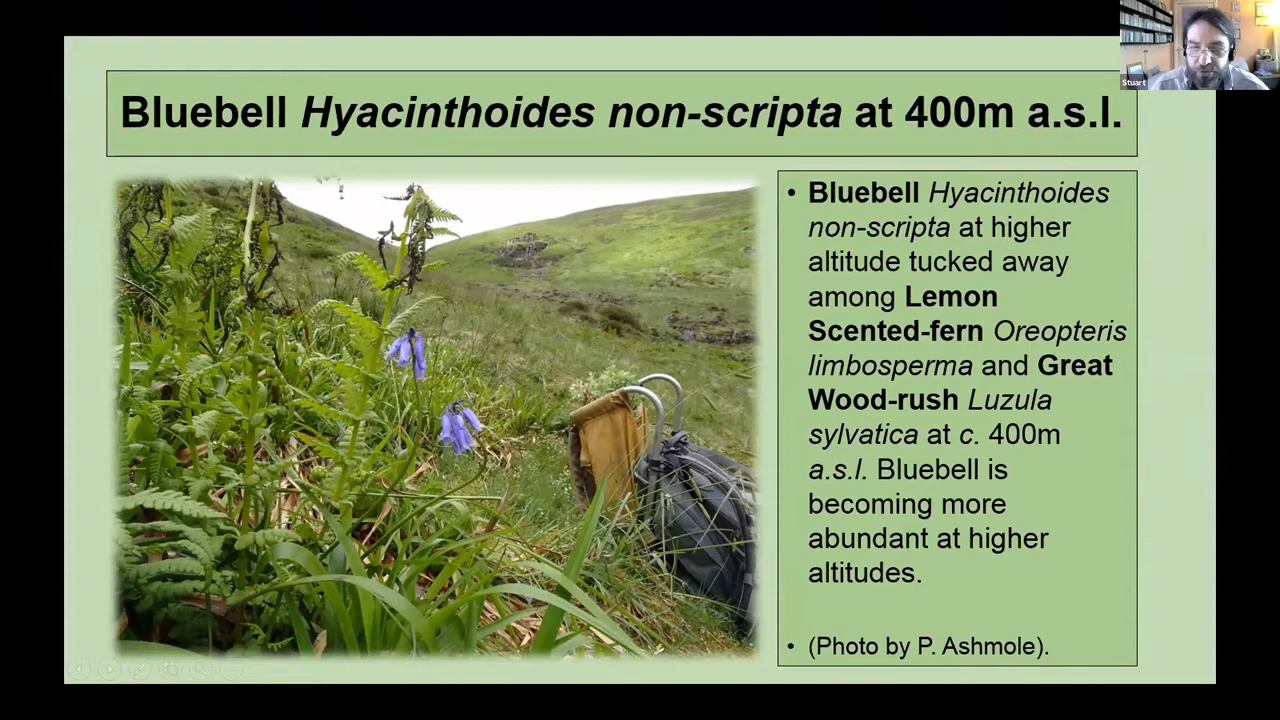 Stuart
Bluebell Hyacinthoides non-scripta at 400m a.s.l.
• Bluebell Hyacinthoides
non-scripta at higher
altitude tucked away
among Lemon
Scented-fern Oreopteris
limbosperma and Great
Wood-rush Luzula
sylvatica at c. 400m
a.s.l. Bluebell is
becoming more
abundant at higher
altitudes.
• (Photo by P. Ashmole).